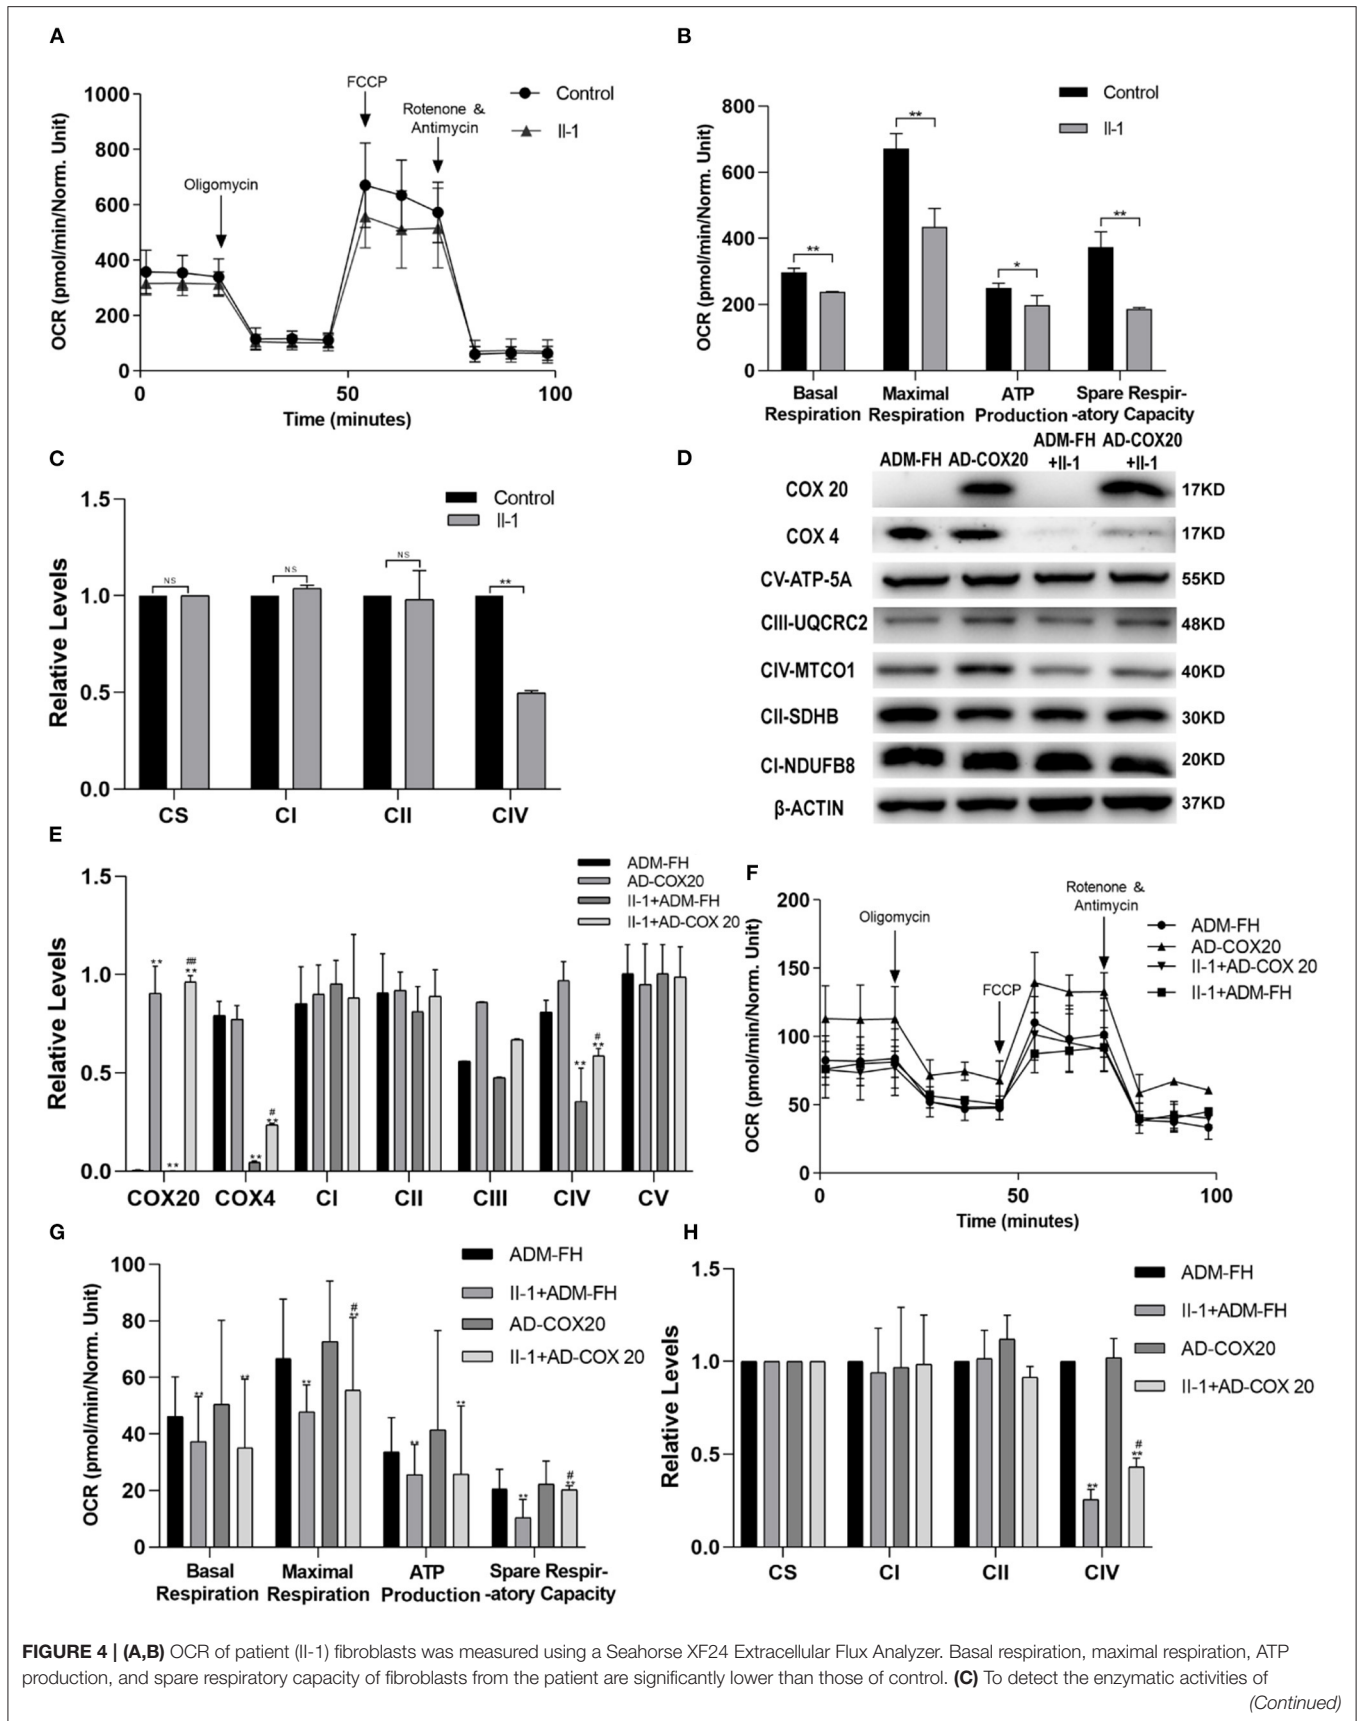 A
FCCP
Rotenone &
Antimycin
Oligomycin
Control
II-1
1000
800
600
400
200
0
OCR (pmol/min/Norm. Unit)
0
50
100
Time (minutes)
B
Control
II-1
800
600
400
200
0
OCR (pmol/min/Norm. Unit)
**
**
*
**
Basal Respiration
Maximal Respiration
ATP Production
Spare Respir-
-atory Capacity
C
Control
II-1
1.5
1.0
0.5
0.0
Relative Levels
NS
NS
NS
**
CS CI CII CIV
D
ADM-FH AD-COX20 ADM-FH +II-1 AD-COX20 +II-1
COX 20 17KD
COX 4 17KD
CV-ATP-5A 55KD
CIII-UQCRC2 48KD
CIV-MTCO1 40KD
CII-SDHB 30KD
CI-NDUFB8 20KD
β-ACTIN 37KD
E
ADM-FH
AD-COX20
II-1+ADM-FH
II-1+AD-COX 20
1.5
1.0
0.5
0.0
Relative Levels
**
**
##
**
**
#
**
**
#
**
COX20 COX4 CI CII CIII CIV CV
F
Oligomycin
FCCP
Rotenone &
Antimycin
ADM-FH
AD-COX20
II-1+AD-COX 20
II-1+ADM-FH
200
150
100
50
0
OCR (pmol/min/Norm. Unit)
0
50
100
Time (minutes)
G
ADM-FH
II-1+ADM-FH
AD-COX20
II-1+AD-COX 20
100
80
60
40
20
0
OCR (pmol/min/Norm. Unit)
**
**
**
#
**
**
**
**
#
**
Basal Respiration
Maximal Respiration
ATP Production
Spare Respir-
-atory Capacity
H
ADM-FH
II-1+ADM-FH
AD-COX20
II-1+AD-COX 20
1.5
1.0
0.5
0.0
Relative Levels
**
#
**
CS CI CII CIV
FIGURE 4 | (A,B) OCR of patient (II-1) fibroblasts was measured using a Seahorse XF24 Extracellular Flux Analyzer. Basal respiration, maximal respiration, ATP
production, and spare respiratory capacity of fibroblasts from the patient are significantly lower than those of control. (C) To detect the enzymatic activities of
(Continued)